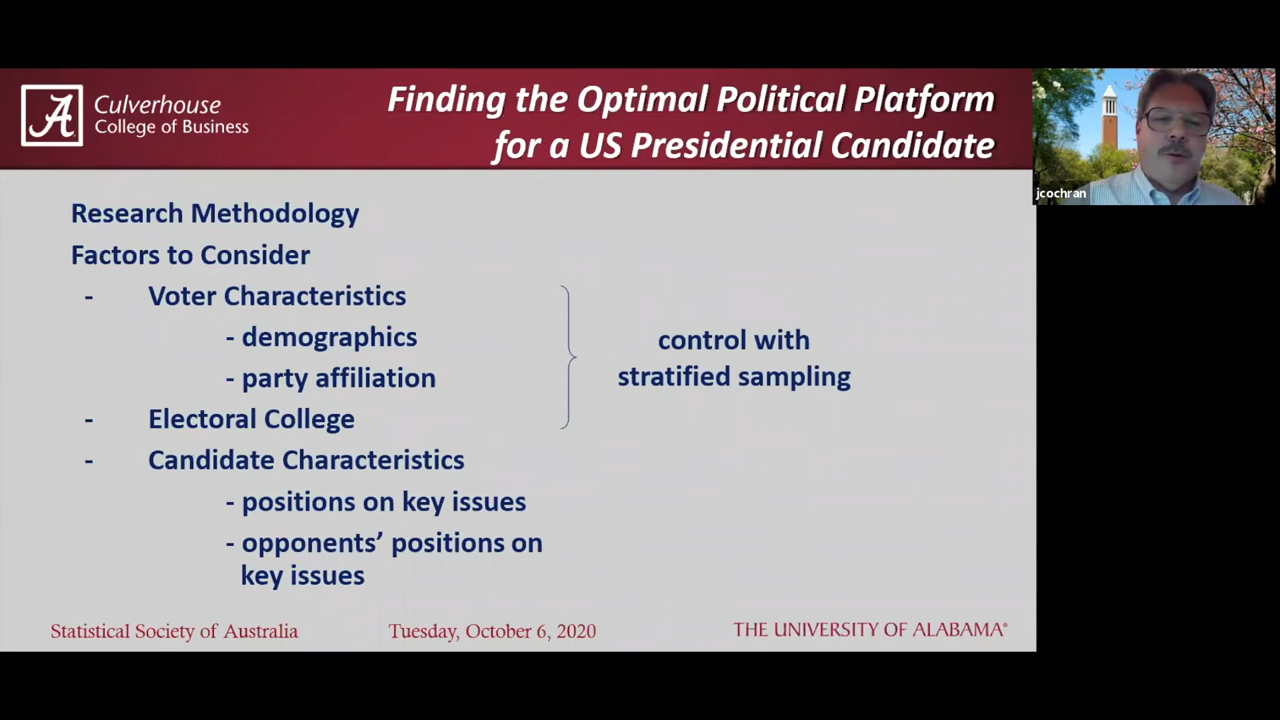 Culverhouse
College of Business
Finding the Optimal Political Platform
for a US Presidential Candidate
jcochran
Research Methodology
Factors to Consider
- Voter Characteristics
- demographics
- party affiliation
- Electoral College
control with
stratified sampling
- Candidate Characteristics
- positions on key issues
- opponents’ positions on
key issues
Statistical Society of Australia
Tuesday, October 6, 2020
THE UNIVERSITY OF ALABAMA®